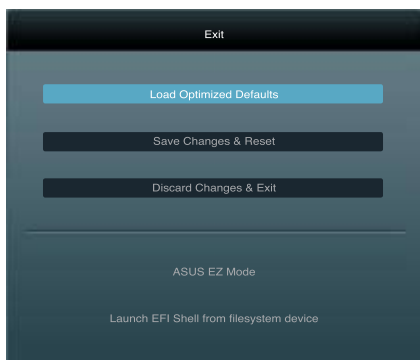 Exit
Load Optimized Defaults
Save Changes & Reset
Discard Changes & Exit
ASUS EZ Mode
Launch EFI Shell from filesystem device